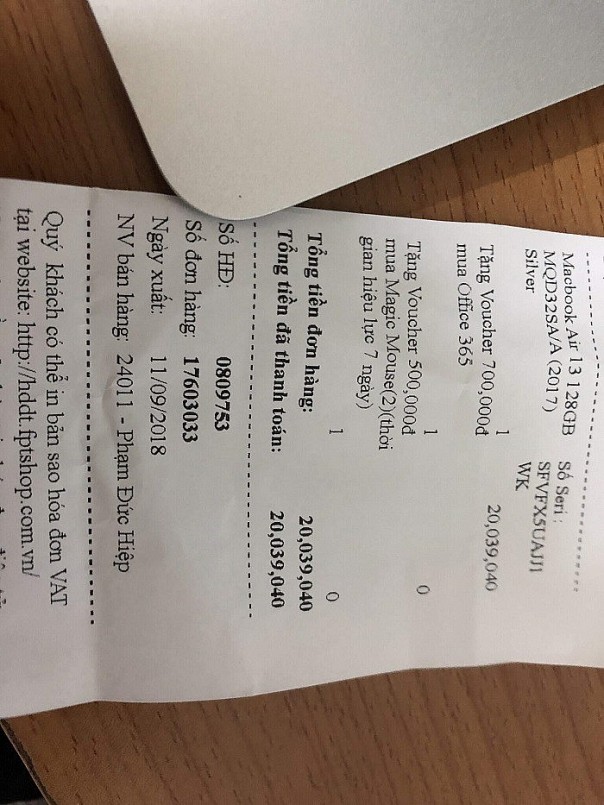 Macbook Air 13 128GB Số Seri :
MQD32SA/A (2017) SFVFX5UAJJ1
Silver WK
1 20,039,040
Tặng Voucher 700,000đ
mua Office 365
1 0
Tặng Voucher 500,000đ
mua Magic Mouse(2)(thời
gian hiệu lực 7 ngày)
1 0
Tổng tiền đơn hàng: 20,039,040
Tổng tiền đã thanh toán: 20,039,040
Số HĐ: 0809753
Số đơn hàng: 17603033
Ngày xuất: 11/09/2018
NV bán hàng: 24011 - Phạm Đức Hiệp
Quý khách có thể in bản sao hóa đơn VAT
tại website: http://hddt.fptshop.com.vn/